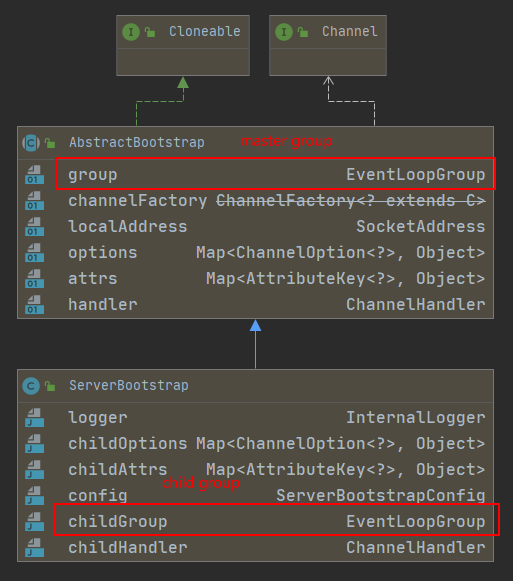 Cloneable
Channel
AbstractBootstrap master group
group EventLoopGroup
channelFactory ChannelFactory<? extends C>
localAddress SocketAddress
options Map<ChannelOption<?>, Object>
attrs Map<AttributeKey<?>, Object>
handler ChannelHandler
ServerBootstrap
logger InternalLogger
childOptions Map<ChannelOption<?>, Object>
childAttrs Map<AttributeKey<?>, Object>
child group
config ServerBootstrapConfig
childGroup EventLoopGroup
childHandler ChannelHandler